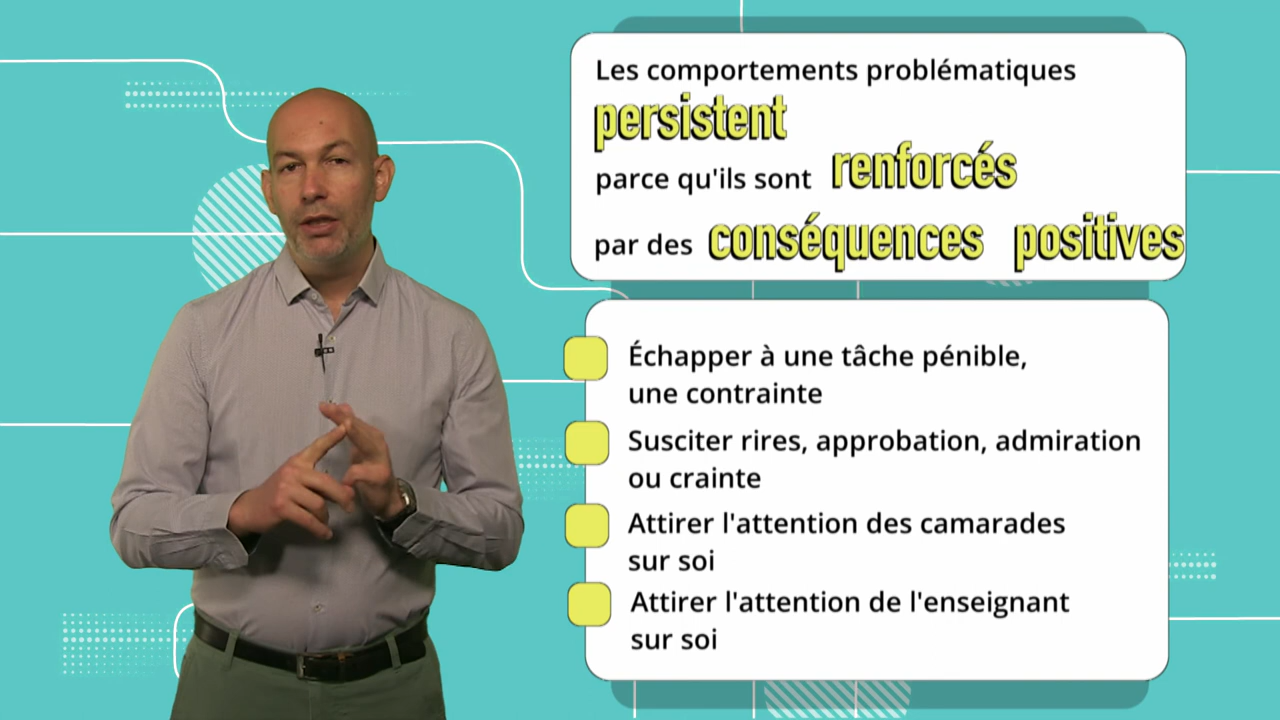 Les comportements problématiques
persistent
parce qu'ils sont renforcés
par des conséquences positives
Échapper à une tâche pénible,
une contrainte
Susciter rires, approbation, admiration
ou crainte
Attirer l'attention des camarades
sur soi
Attirer l'attention de l'enseignant
sur soi